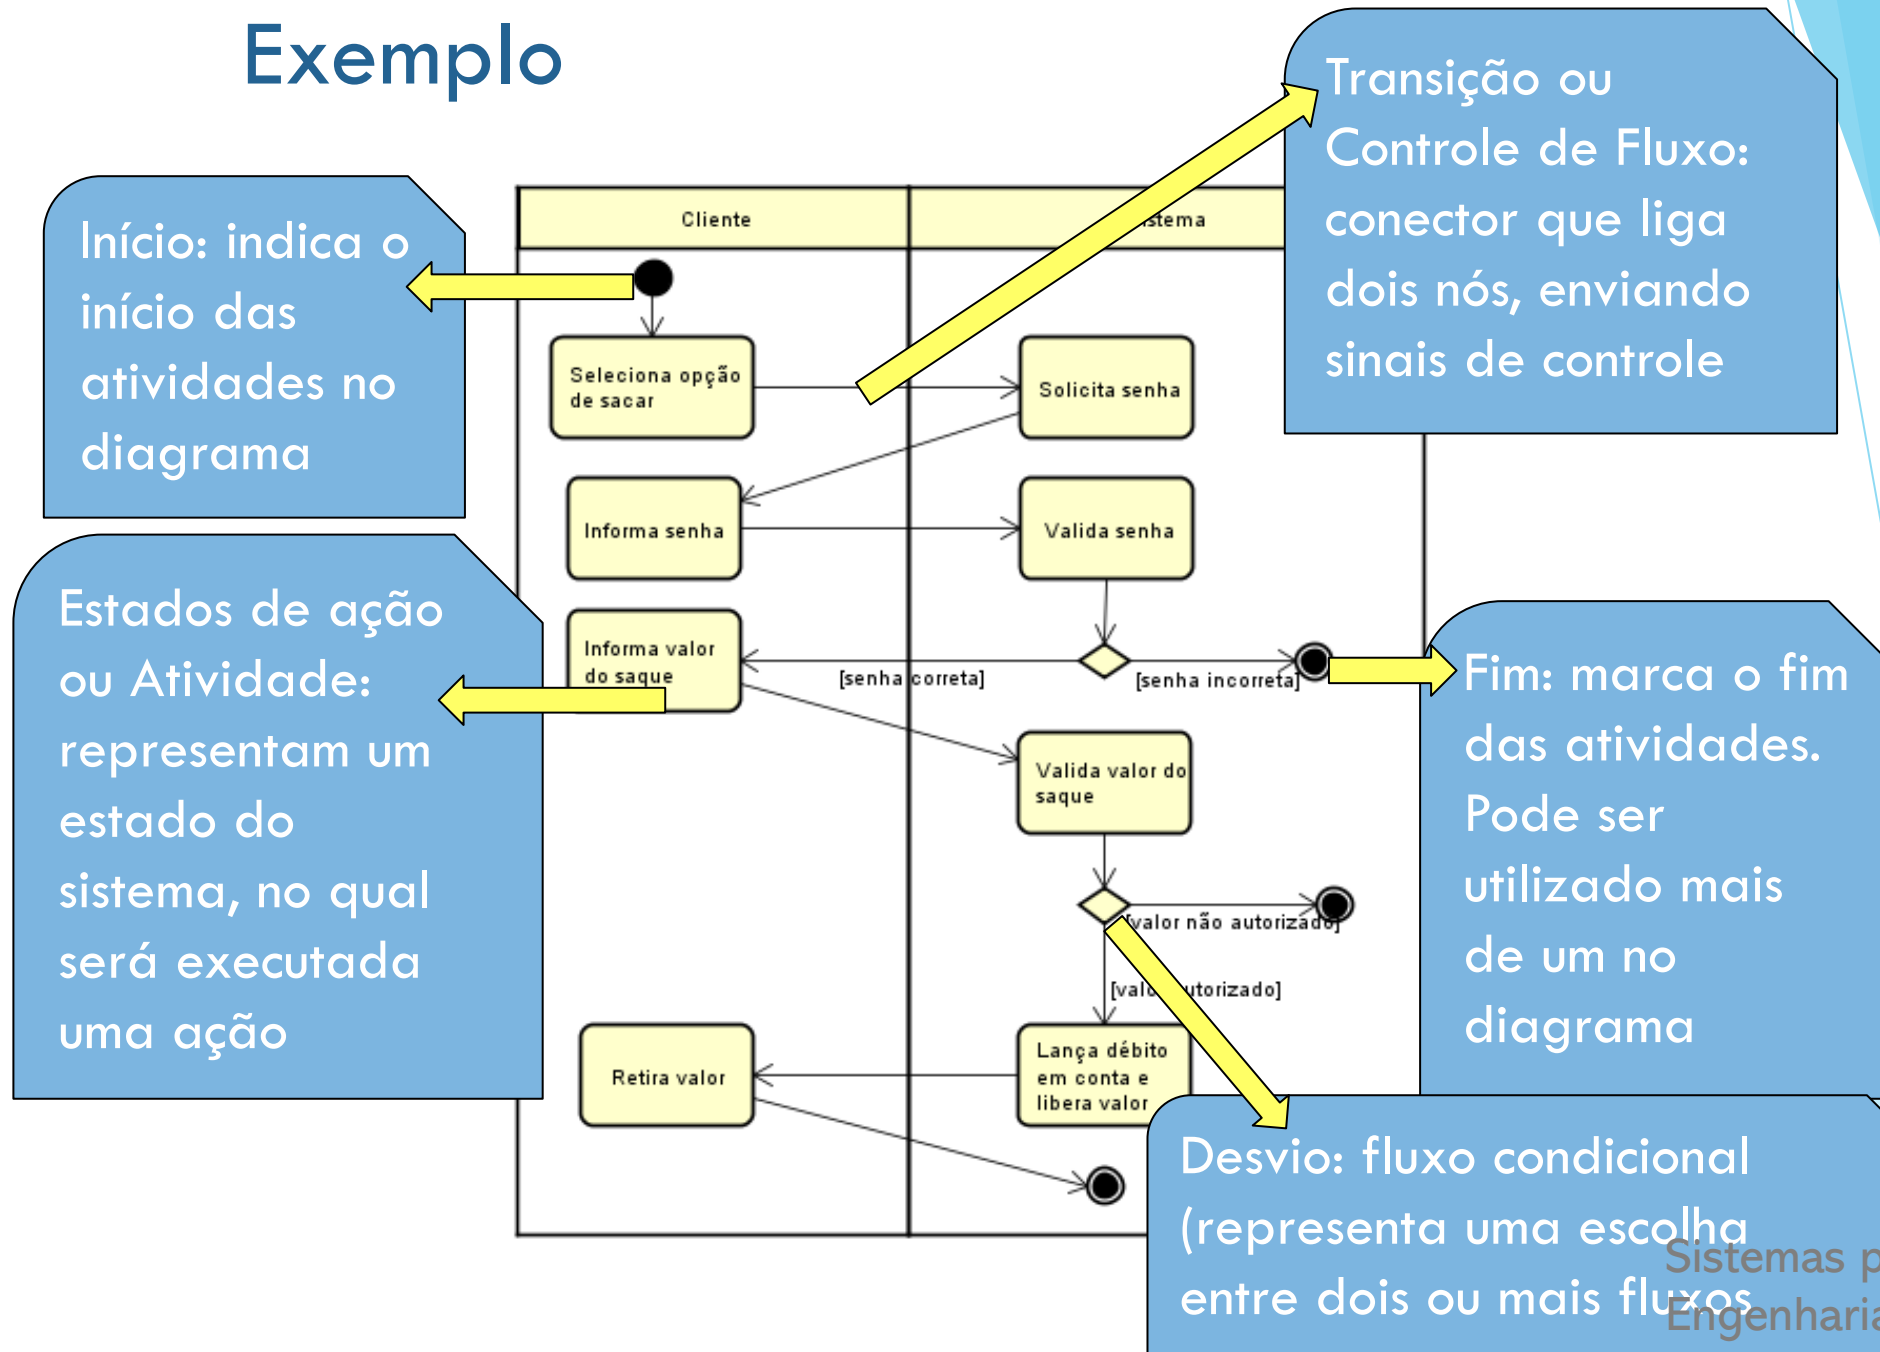 Exemplo
Transição ou
Controle de Fluxo:
conector que liga
dois nós, enviando
sinais de controle
Início: indica o
início das
atividades no
diagrama
Cliente
stema
Seleciona opção
de sacar
Solicita senha
Informa senha
Valida senha
Estados de ação
ou Atividade:
representam um
estado do
sistema, no qual
será executada
uma ação
Informa valor
do saque
[senha correta]
[senha incorreta]
Fim: marca o fim
das atividades.
Pode ser
utilizado mais
de um no
diagrama
Valida valor do
saque
[valor não autorizado]
[valo utorizado]
Retira valor
Lança débito
em conta e
libera valor
Desvio: fluxo condicional
(representa uma escolha
entre dois ou mais fluxos
Sistemas p
Engenharia